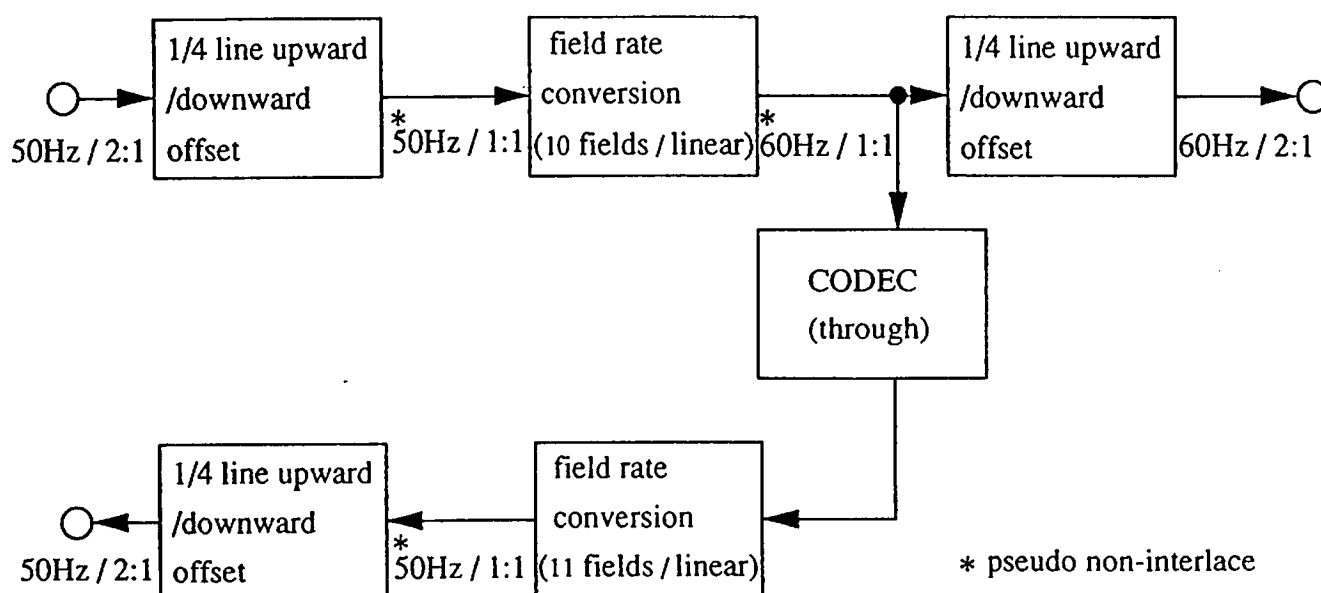 1/4 line upward
/downward
offset
field rate
conversion
(10 fields / linear)
1/4 line upward
/downward
offset
50Hz / 2:1
*
50Hz / 1:1
*
60Hz / 1:1
60Hz / 2:1
CODEC
(through)
1/4 line upward
/downward
offset
field rate
conversion
(11 fields / linear)
50Hz / 2:1
*
50Hz / 1:1
* pseudo non-interlace